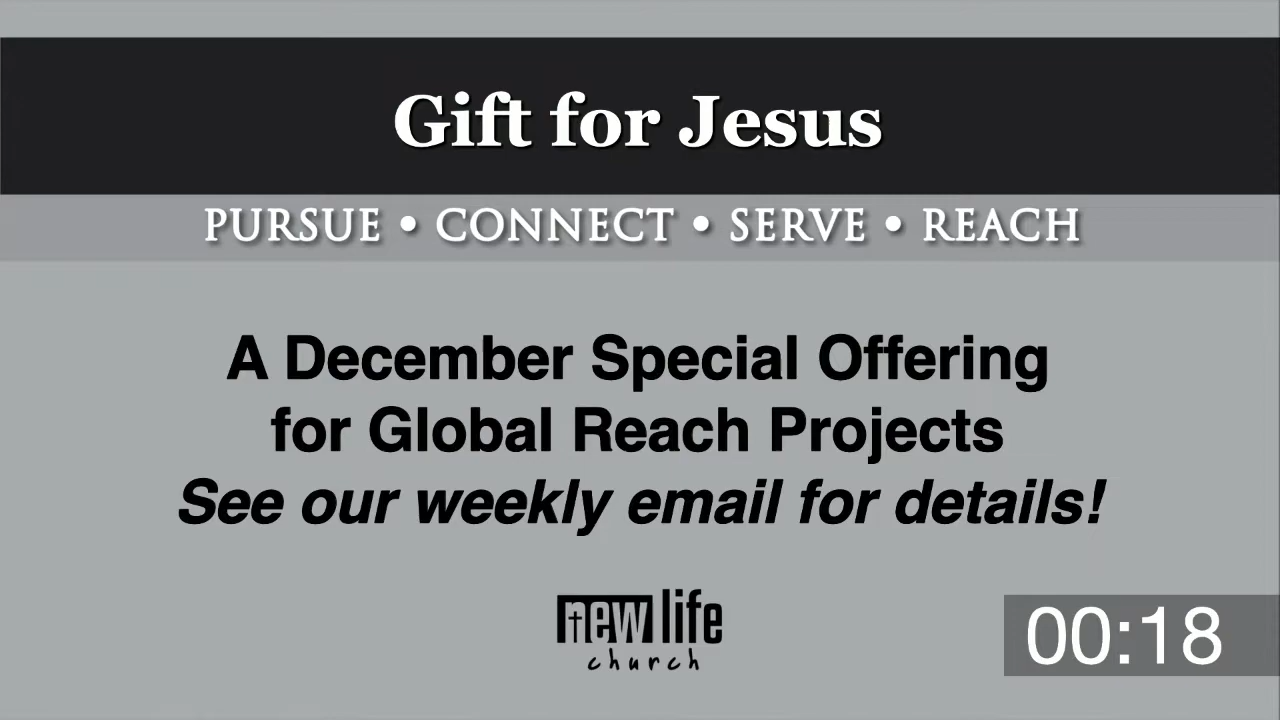 Gift for Jesus
PURSUE • CONNECT • SERVE • REACH
A December Special Offering
for Global Reach Projects
See our weekly email for details!
new life
church
00:18